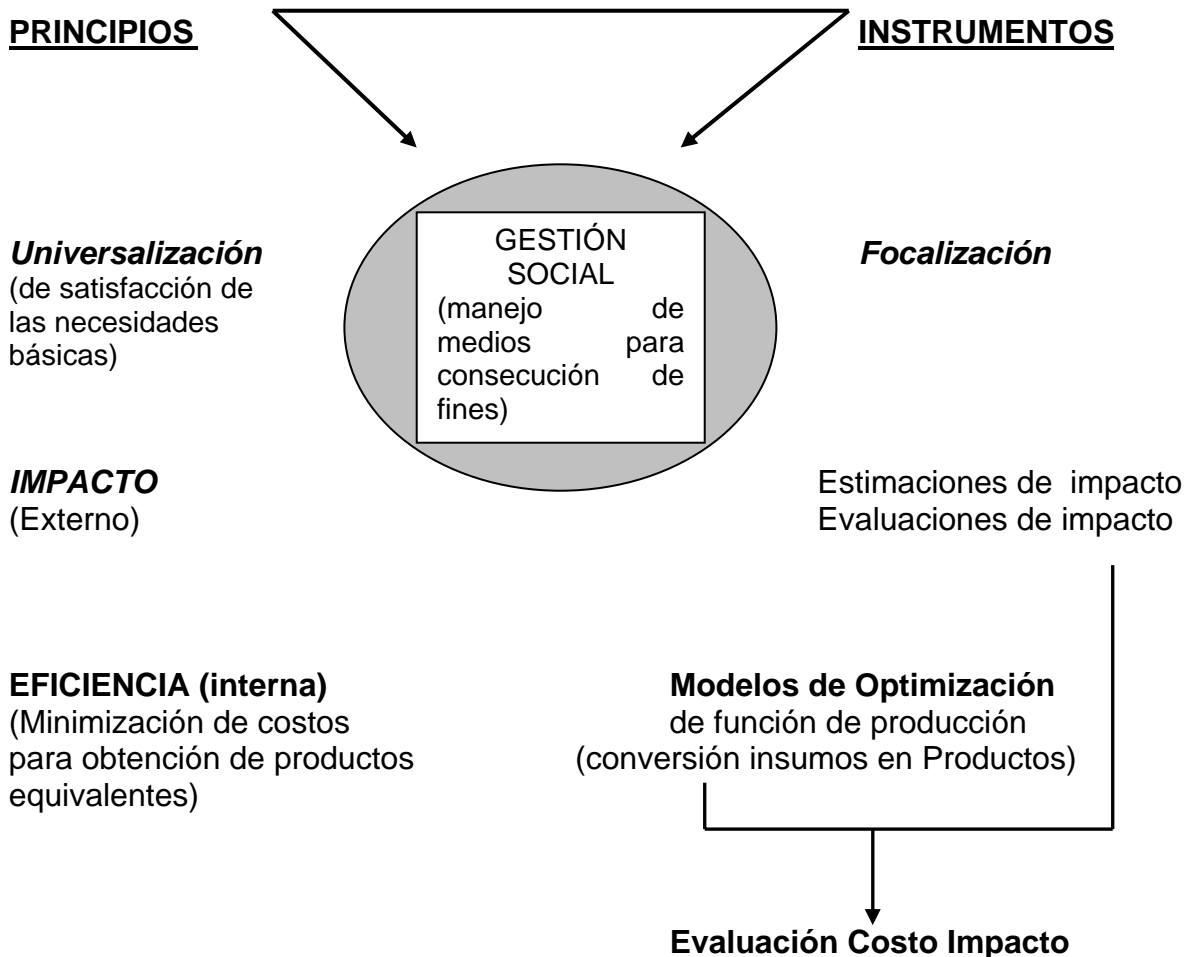 PRINCIPIOS
INSTRUMENTOS
Universalización
(de satisfacción de
las necesidades
básicas)
GESTIÓN
SOCIAL
(manejo de
medios para
consecución de
fines)
Focalización
IMPACTO
(Externo)
Estimaciones de impacto
Evaluaciones de impacto
EFICIENCIA (interna)
(Minimización de costos
para obtención de productos
equivalentes)
Modelos de Optimización
de función de producción
(conversión insumos en Productos)
Evaluación Costo Impacto